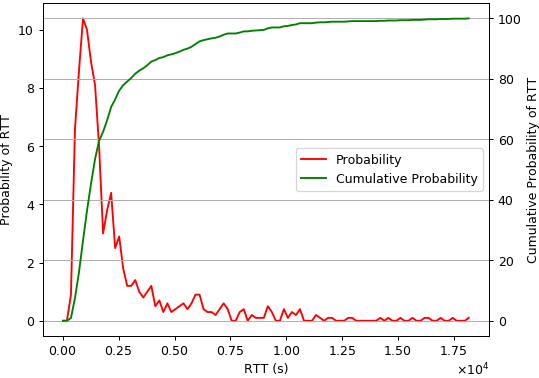 10
8
6
4
2
0
100
80
60
40
20
0
Probability of RTT
Cumulative Probability of RTT
Probability
Cumulative Probability
0.00 0.25 0.50 0.75 1.00 1.25 1.50 1.75
×10⁴
RTT (s)